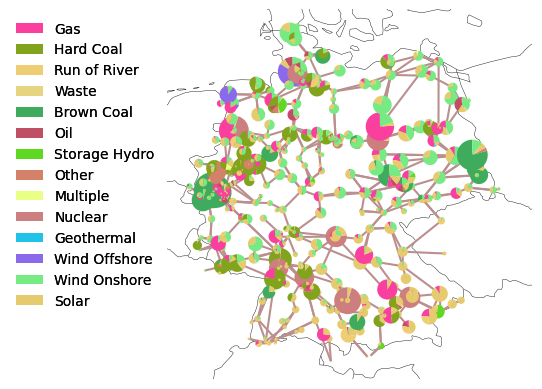 Gas
Hard Coal
Run of River
Waste
Brown Coal
Oil
Storage Hydro
Other
Multiple
Nuclear
Geothermal
Wind Offshore
Wind Onshore
Solar